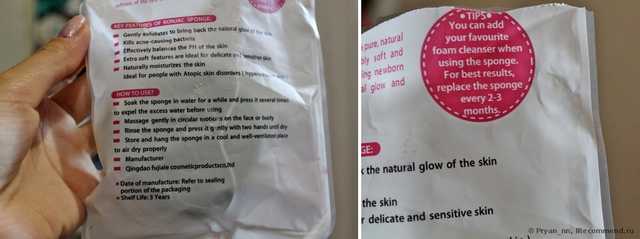 KEY FEATURES OF KONJAC SPONGE:
Gently exfoliates to bring back the natural glow of the skin
Kills acne-causing bacteria
Effectively balances the PH of the skin
Extra soft features are ideal for delicate and sensitive skin
Naturally moisturizes the skin
Ideal for people with Atopic skin disorders (
HOW TO USE?
Soak the sponge in water for a while and press it several times
to expel the excess water before using
Massage gently in circular motions on the face or body
Rinse the sponge and press it gently with two hands until dry
Store and hang the sponge in a cool and well-ventilated place
to air dry properly
Manufacturer
Qingdao fujiale cosmeticproductsco,ltd
• Date of manufacture: Refer to sealing
portion of the packaging
• Shelf Life: 3 Years
•TIPS•
You can add
your favourite
foam cleanser when
using the sponge.
For best results,
replace the sponge
every 2-3
months.
pure, natural
bly soft and
ing newborn
al glow and
GE:
k the natural glow of the skin
the skin
r delicate and sensitive skin
© Pryan_nn, IRecommend.ru